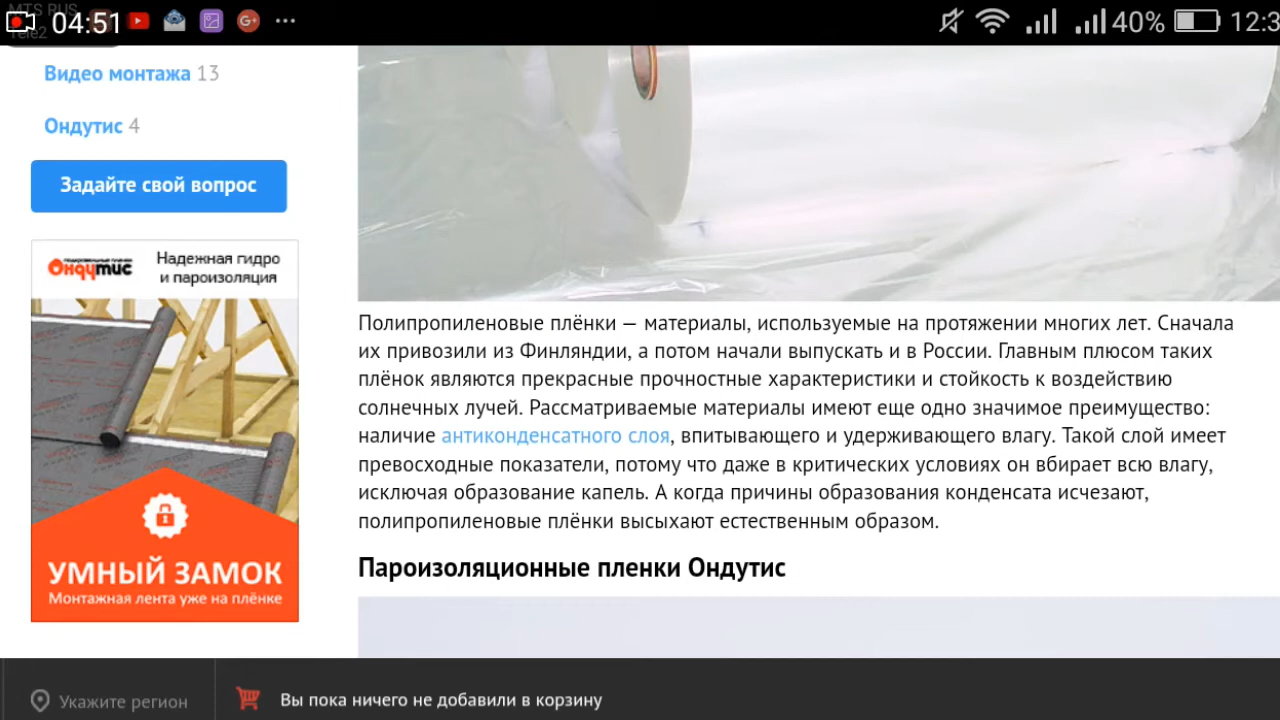 MTS RUS
Tele2
04:51
40%
12:3
Видео монтажа 13
Ондутис 4
Задайте свой вопрос
Ондутис
Надежная гидро
и пароизоляция
УМНЫЙ ЗАМОК
Монтажная лента уже на плёнке
Полипропиленовые плёнки — материалы, используемые на протяжении многих лет. Сначала
их привозили из Финляндии, а потом начали выпускать и в России. Главным плюсом таких
плёнок являются прекрасные прочностные характеристики и стойкость к воздействию
солнечных лучей. Рассматриваемые материалы имеют еще одно значимое преимущество:
наличие антиконденсатного слоя, впитывающего и удерживающего влагу. Такой слой имеет
превосходные показатели, потому что даже в критических условиях он вбирает всю влагу,
исключая образование капель. А когда причины образования конденсата исчезают,
полипропиленовые плёнки высыхают естественным образом.
Пароизоляционные пленки Ондутис
Укажите регион
Вы пока ничего не добавили в корзину